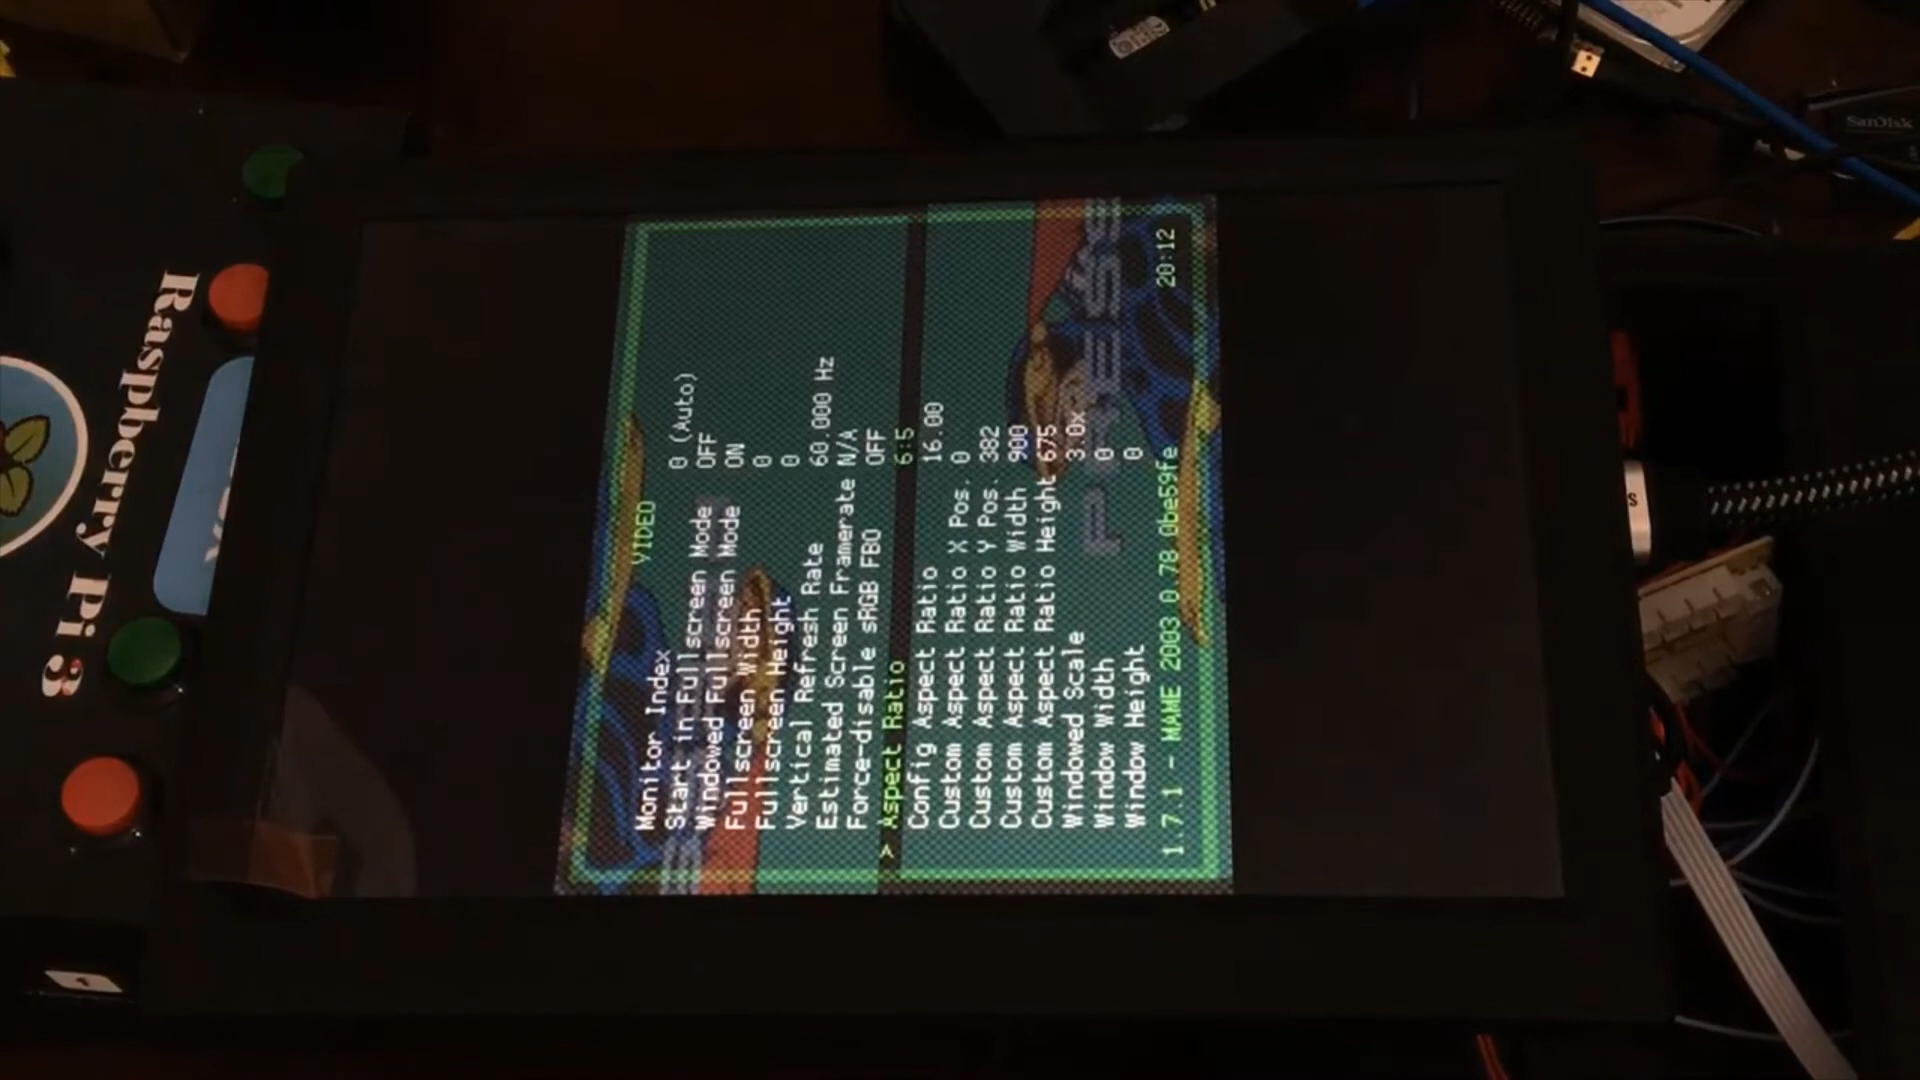 VIDEO
Monitor Index 0 (Auto)
Start in Fullscreen Mode OFF
Windowed Fullscreen Mode ON
Fullscreen Width 0
Fullscreen Height 0
Vertical Refresh Rate 60.000 Hz
Estimated Screen Framerate N/A
Force-disable sRGB FBO OFF
> Aspect Ratio 6:5
Config Aspect Ratio 16.00
Custom Aspect Ratio X Pos. 0
Custom Aspect Ratio Y Pos. 382
Custom Aspect Ratio Width 900
Custom Aspect Ratio Height 675
Windowed Scale 3.0x
Window Width 0
Window Height 0
1.7.1 - MAME 2003 0.78 0be59fe 20:12
PRESS
Raspberry Pi 3
SanDisk
S